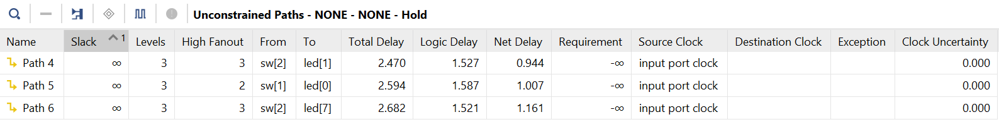 Unconstrained Paths - NONE - NONE - Hold
Name Slack 1 Levels High Fanout From To Total Delay Logic Delay Net Delay Requirement Source Clock Destination Clock Exception Clock Uncertainty
Path 4 ∞ 3 3 sw[2] led[1] 2.470 1.527 0.944 -∞ input port clock 0.000
Path 5 ∞ 3 2 sw[1] led[0] 2.594 1.587 1.007 -∞ input port clock 0.000
Path 6 ∞ 3 3 sw[2] led[7] 2.682 1.521 1.161 -∞ input port clock 0.000